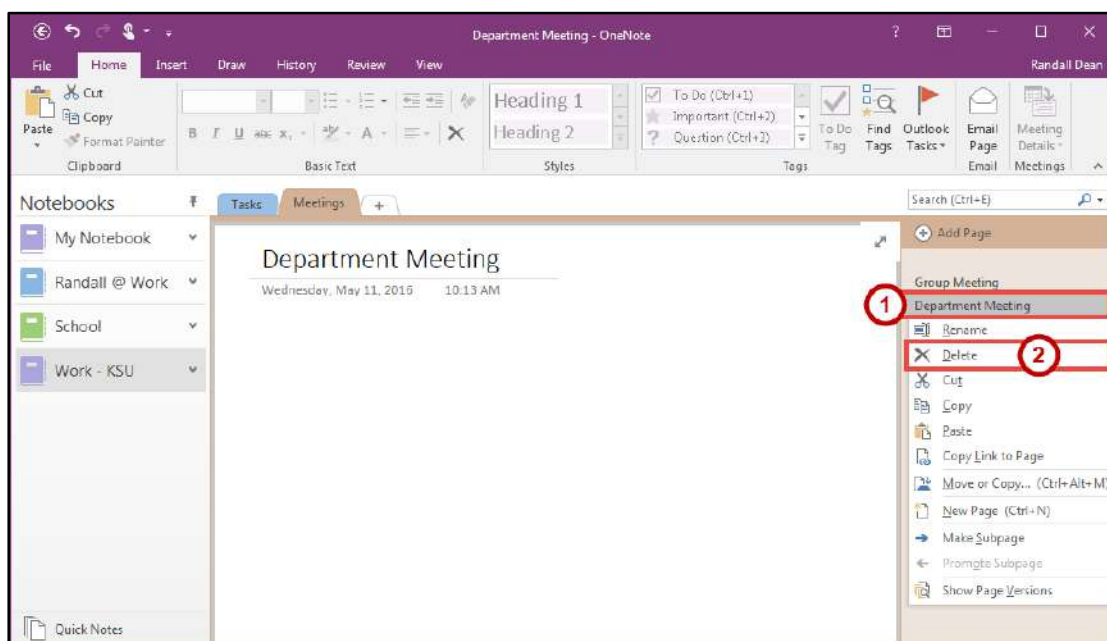 Department Meeting - OneNote
?
File Home Insert Draw History Review View Randall Dean
Paste
Cut
Copy
Format Painter
Clipboard
B I U abc x, A
Basic Text
Heading 1
Heading 2
Styles
To Do (Ctrl+1)
Important (Ctrl+2)
? Question (Ctrl+3)
To Do Tag
Find Tags
Outlook Tasks
Tags
Email Page
Email
Meeting Details
Meetings
Notebooks
Tasks Meetings +
Search (Ctrl+E)
My Notebook
Randall @ Work
School
Work - KSU
Quick Notes
Department Meeting
Wednesday, May 11, 2016 10:13 AM
Add Page
Group Meeting
1 Department Meeting
Rename
Delete 2
Cut
Copy
Paste
Copy Link to Page
Move or Copy... (Ctrl+Alt+M)
New Page (Ctrl+N)
Make Subpage
Promote Subpage
Show Page Versions